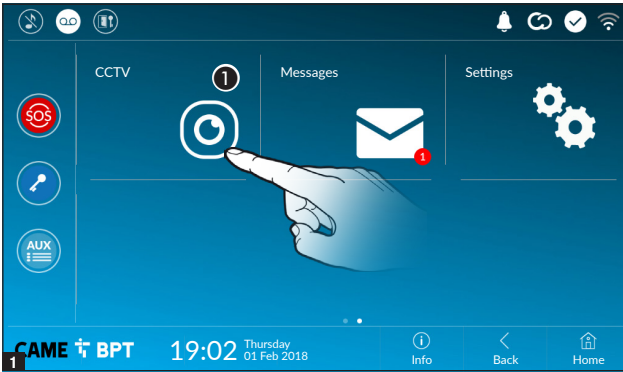 CCTV
1
Messages
Settings
SOS
1
AUX
CAME BPT
19:02
Thursday
01 Feb 2018
Info
Back
Home
1